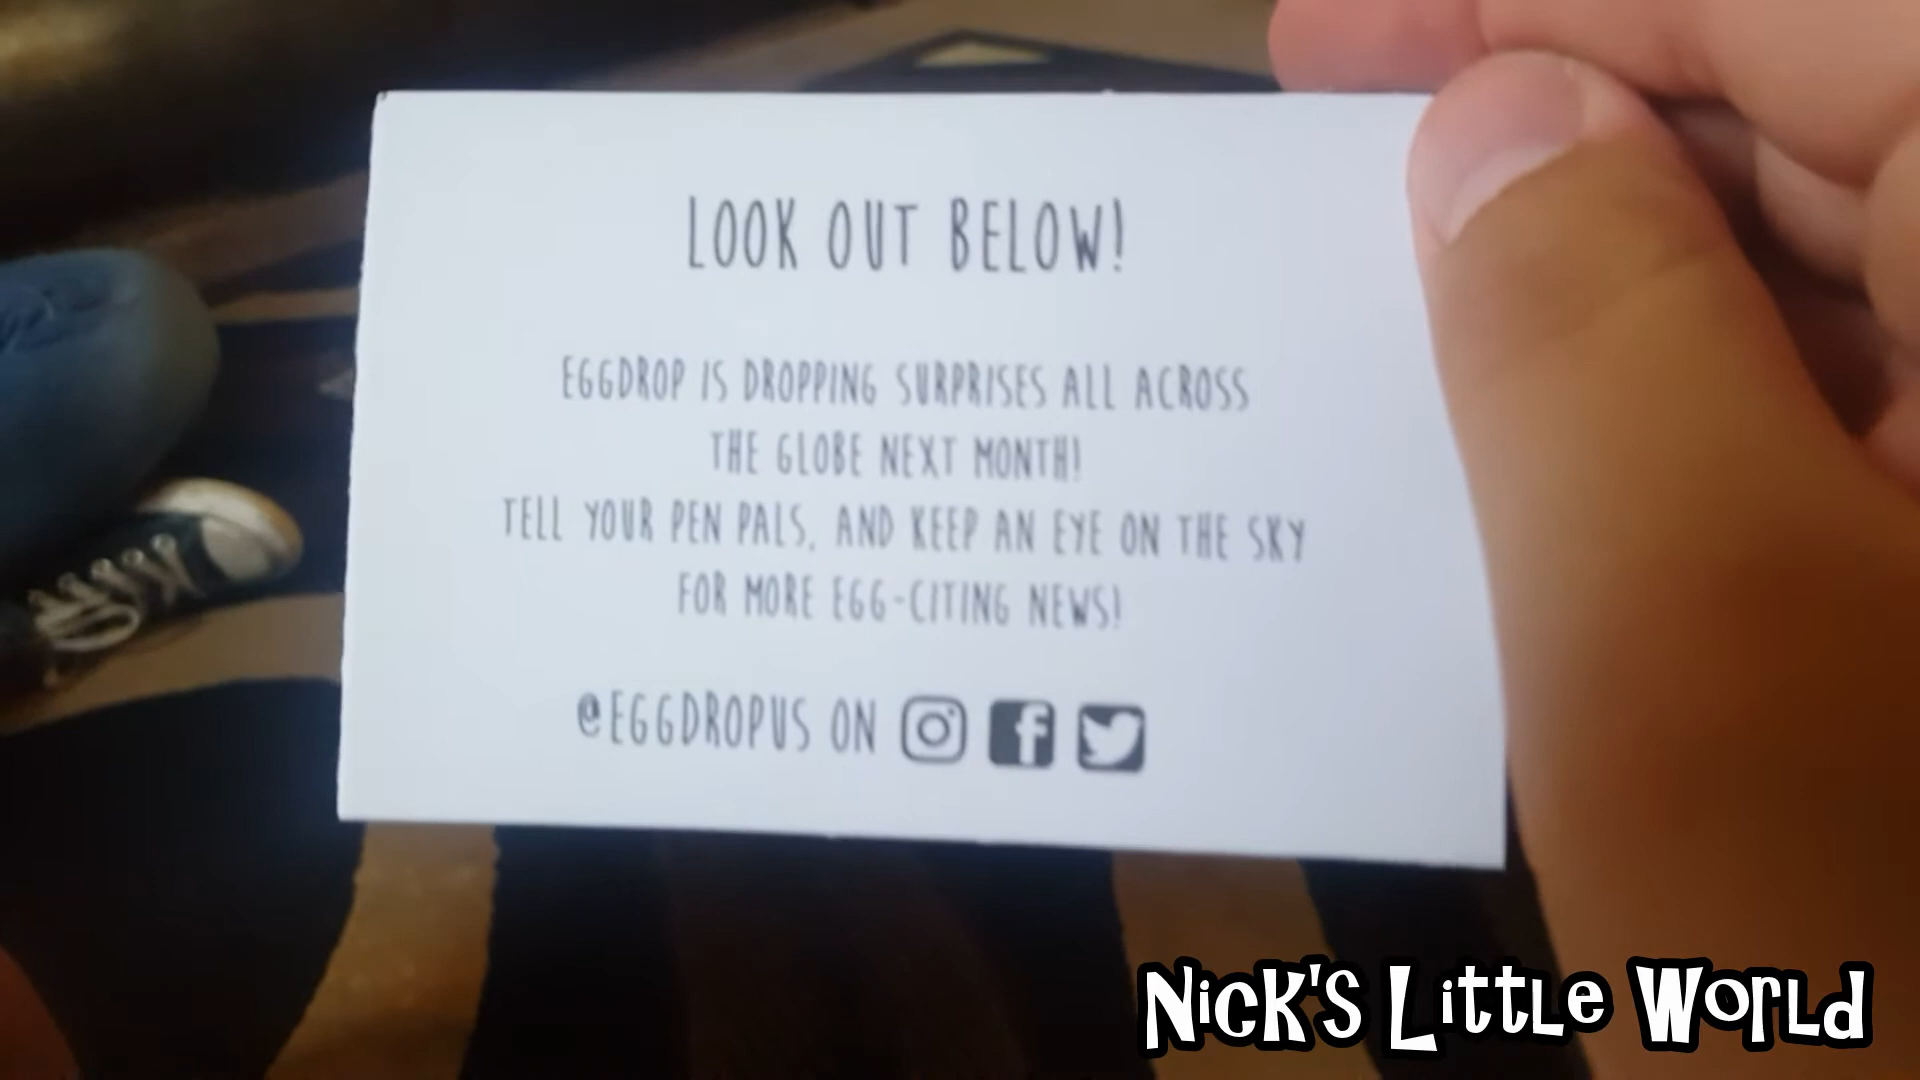 LOOK OUT BELOW!
EGGDROP IS DROPPING SURPRISES ALL ACROSS
THE GLOBE NEXT MONTH!
TELL YOUR PEN PALS, AND KEEP AN EYE ON THE SKY
FOR MORE EGG-CITING NEWS!
@EGGDROPUS ON
Nick's Little World